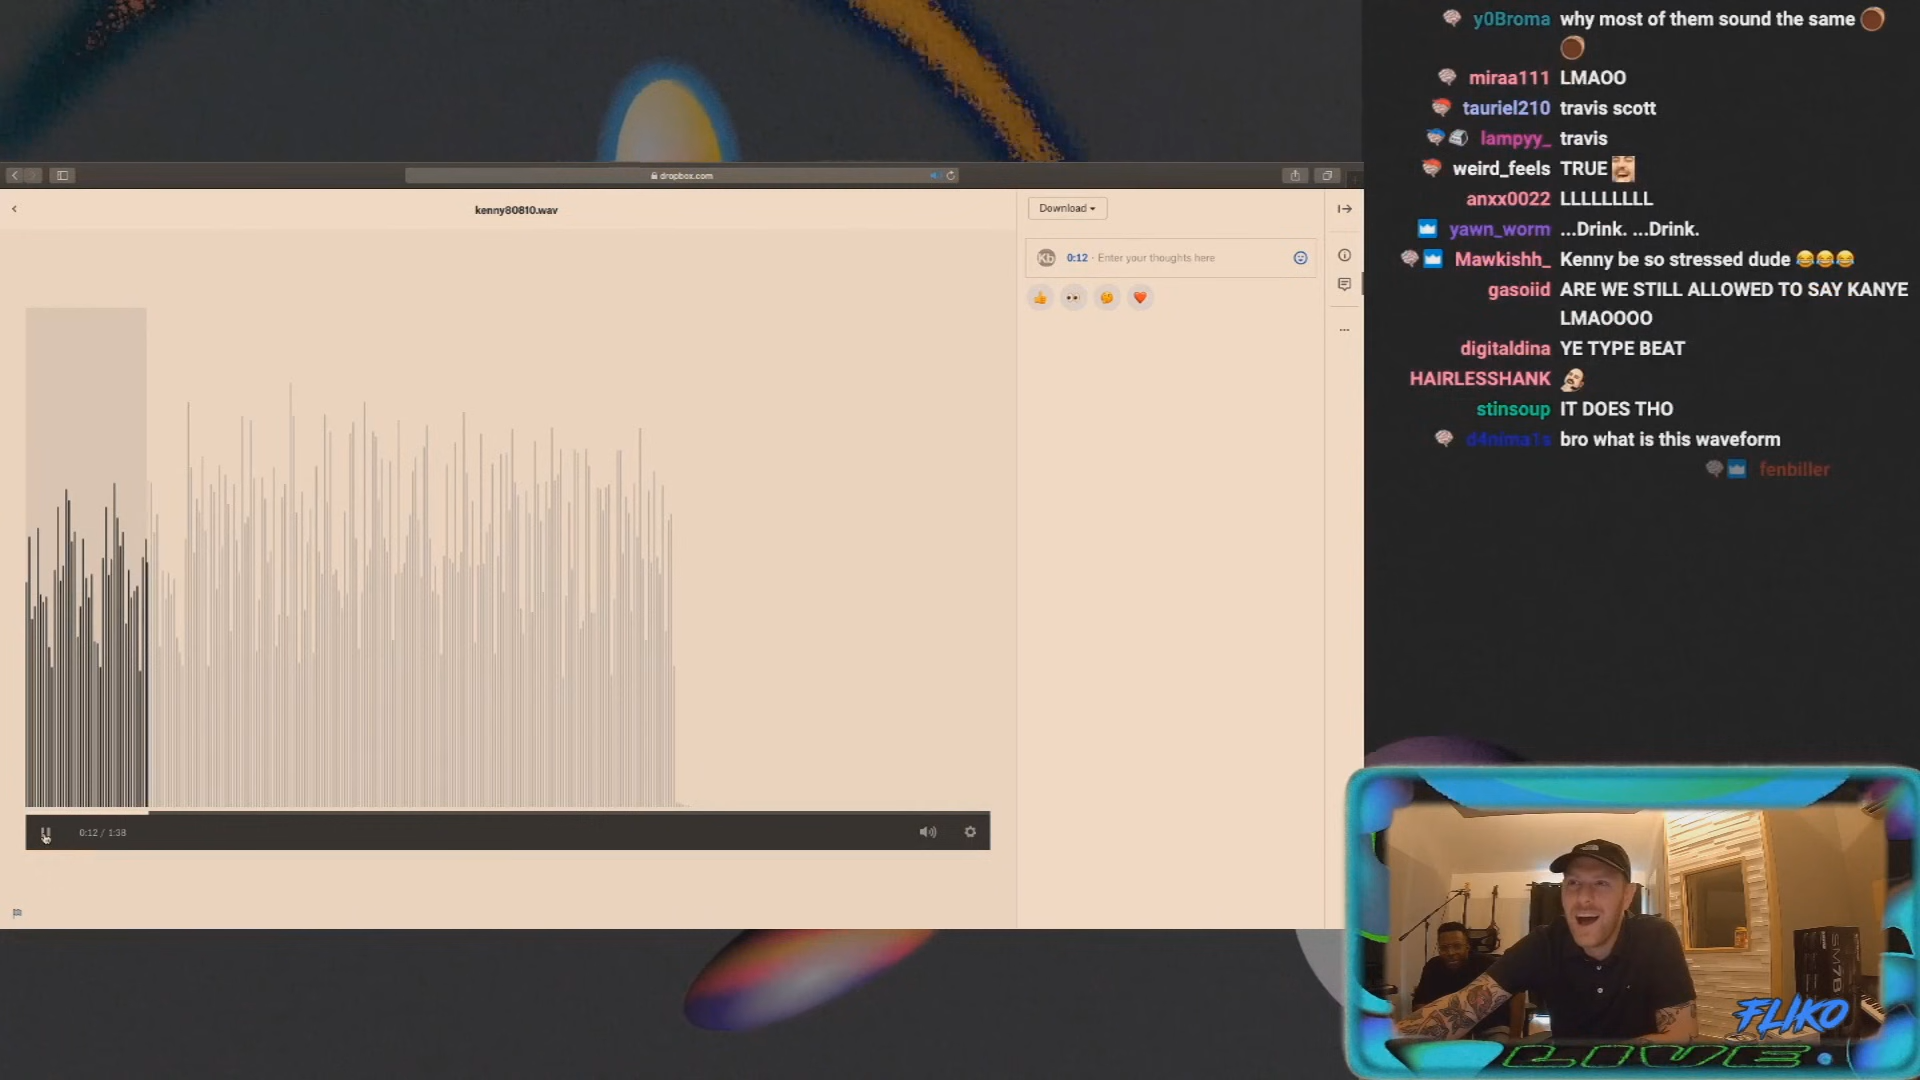 dropbox.com
kenny80810.wav
Download
Kb 0:12 - Enter your thoughts here
0:12 / 1:38
y0Broma why most of them sound the same
miraa111 LMAOO
tauriel210 travis scott
lampyy_ travis
weird_feels TRUE
anxx0022 LLLLLLLLL
yawn_worm ...Drink. ...Drink.
Mawkishh_ Kenny be so stressed dude 😂😂😂
gasoiid ARE WE STILL ALLOWED TO SAY KANYE
LMAOOOO
digitaldina YE TYPE BEAT
HAIRLESSHANK
stinsoup IT DOES THO
d4nima1s bro what is this waveform
fenbiller
SM7B
FLIKO
LIVE.